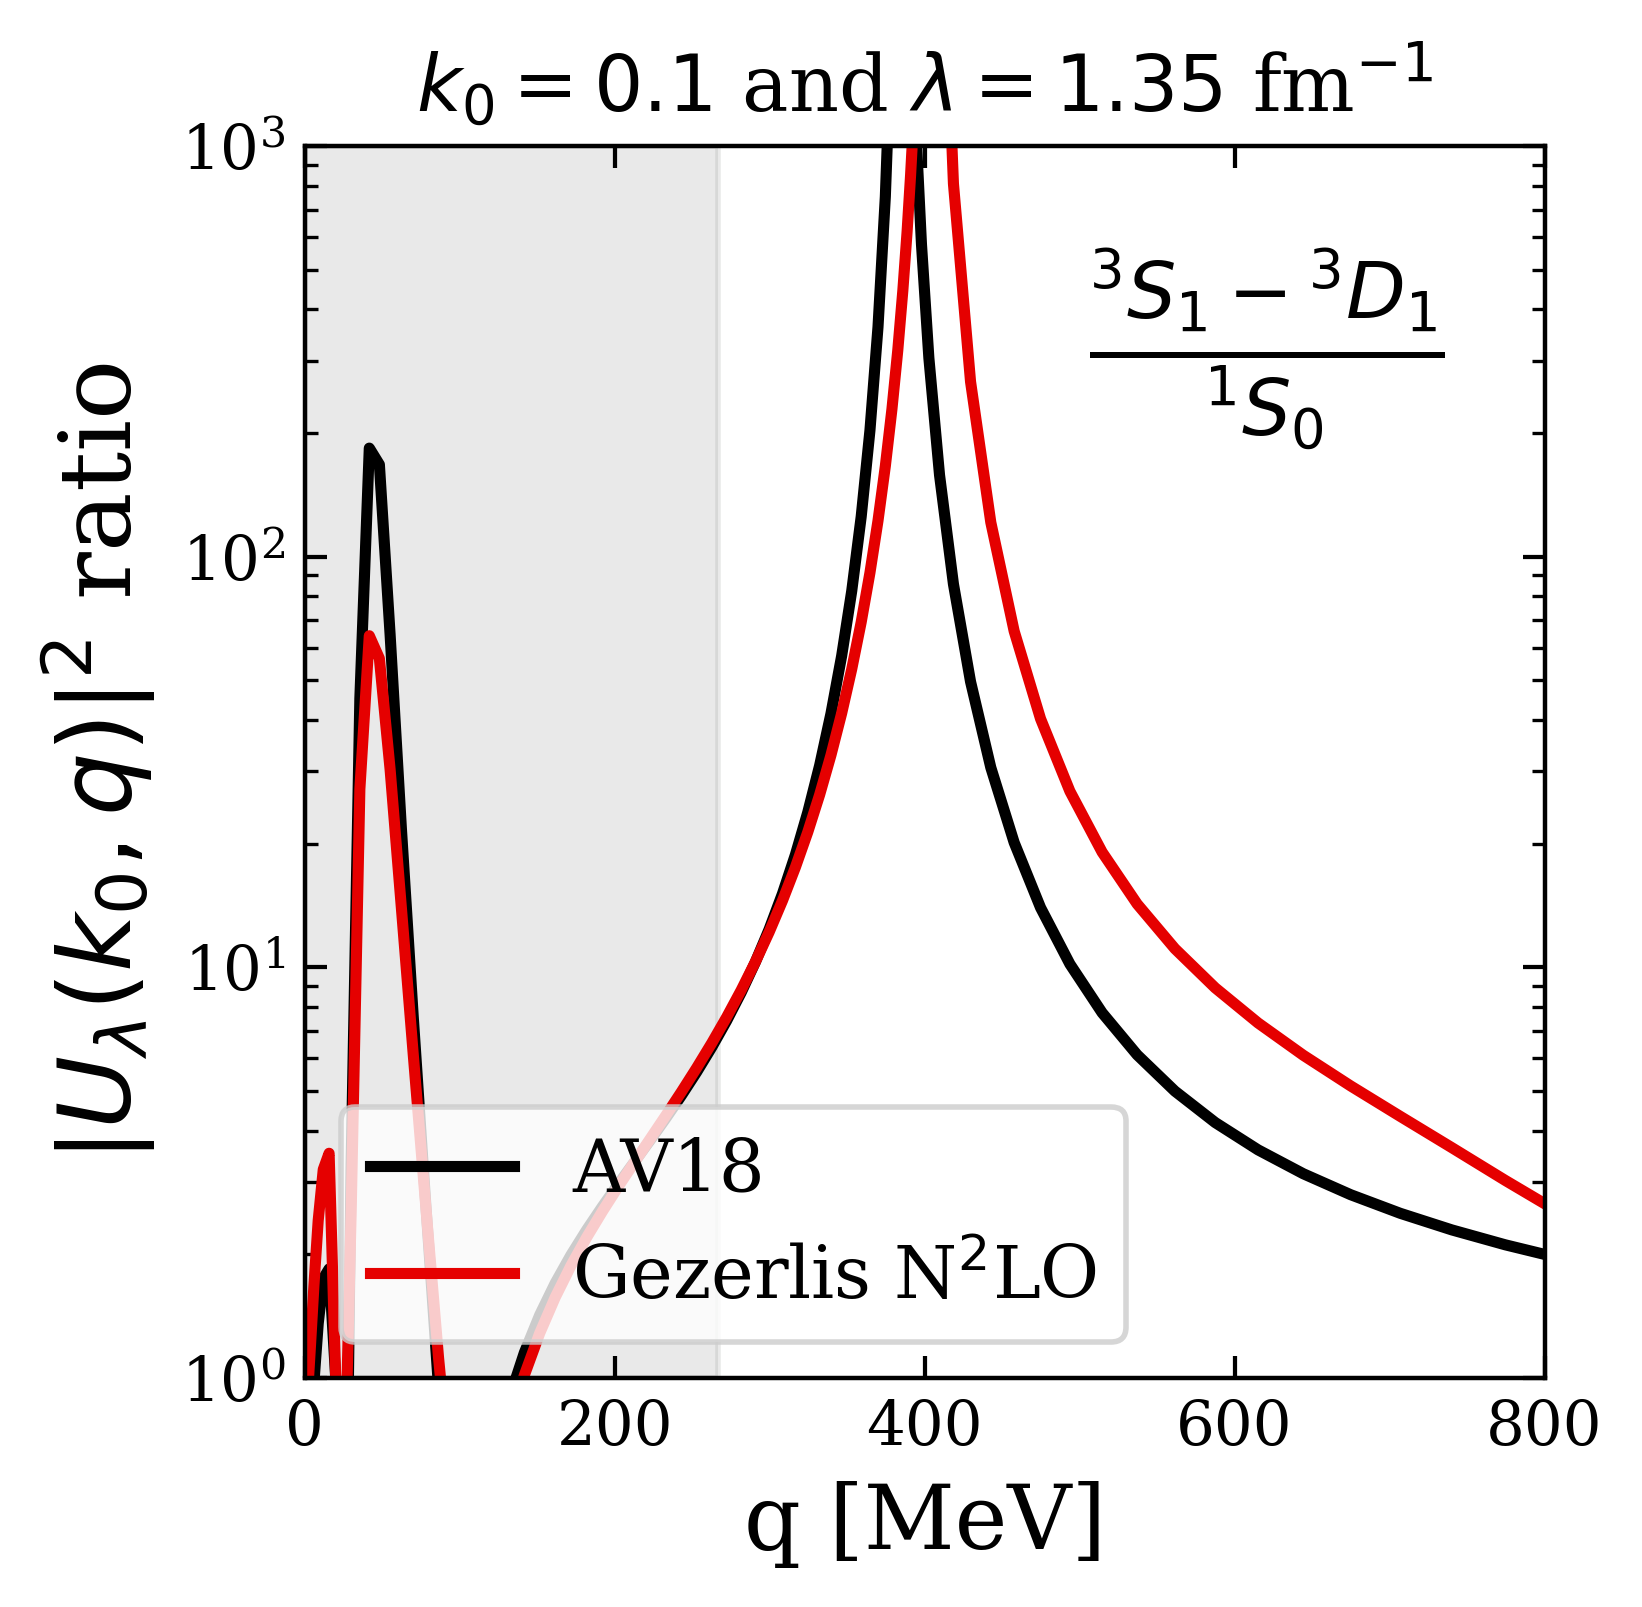 k₀ = 0.1 and λ = 1.35 fm⁻¹
|U_λ(k₀, q)|² ratio
10³
10²
10¹
10⁰
³S₁ − ³D₁
¹S₀
AV18
Gezerlis N²LO
0 200 400 600 800
q [MeV]